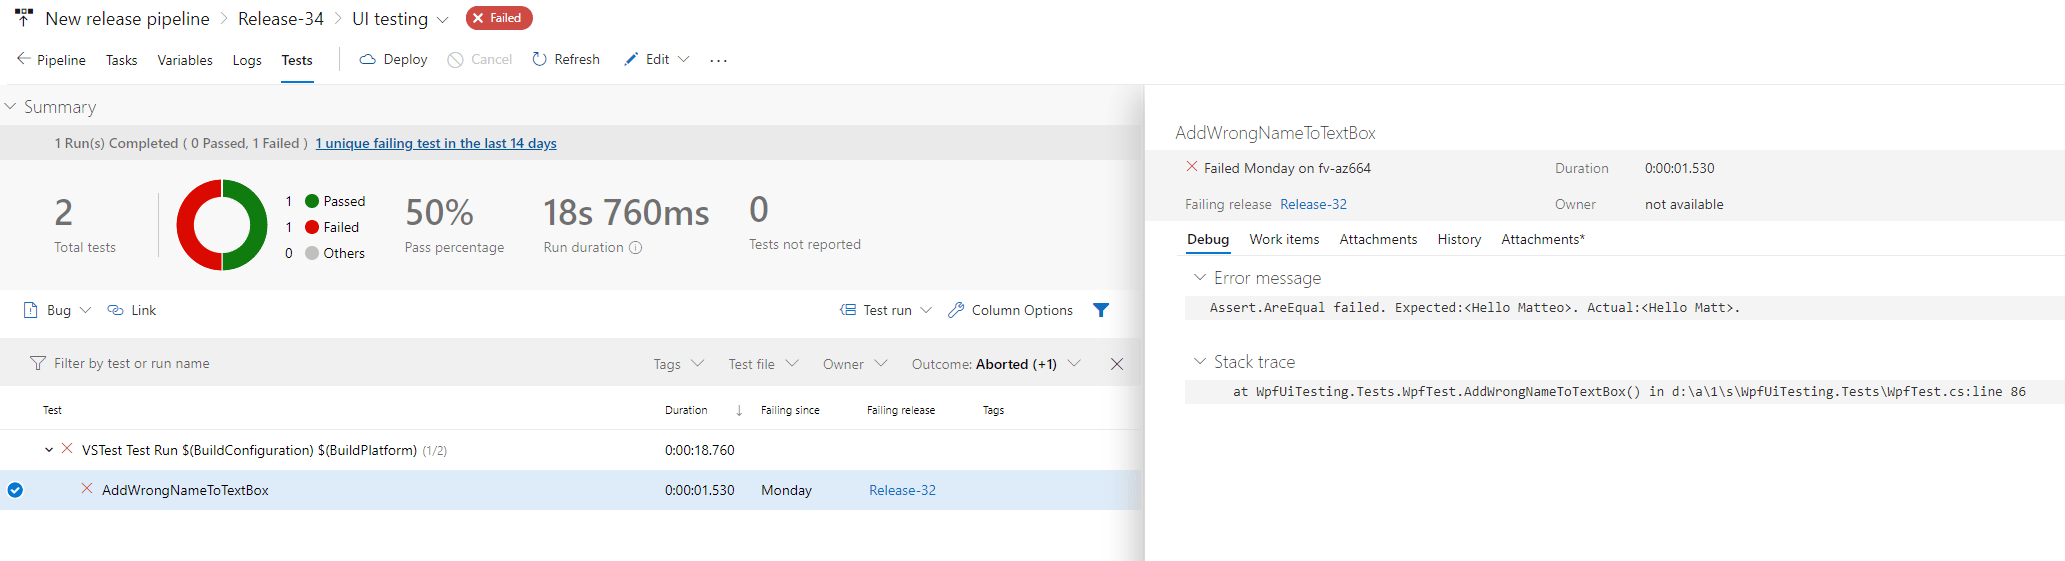 New release pipeline > Release-34 > UI testing Failed
Pipeline Tasks Variables Logs Tests Deploy Cancel Refresh Edit ...
Summary
1 Run(s) Completed ( 0 Passed, 1 Failed ) 1 unique failing test in the last 14 days
2
Total tests
1 Passed
1 Failed
0 Others
50%
Pass percentage
18s 760ms
Run duration
0
Tests not reported
Bug Link Test run Column Options
Filter by test or run name Tags Test file Owner Outcome: Aborted (+1)
Test Duration Failing since Failing release Tags
VSTest Test Run $(BuildConfiguration) $(BuildPlatform) (1/2) 0:00:18.760
AddWrongNameToTextBox 0:00:01.530 Monday Release-32
AddWrongNameToTextBox
Failed Monday on fv-az664 Duration 0:00:01.530
Failing release Release-32 Owner not available
Debug Work items Attachments History Attachments*
Error message
Assert.AreEqual failed. Expected:<Hello Matteo>. Actual:<Hello Matt>.
Stack trace
at WpfUiTesting.Tests.WpfTest.AddWrongNameToTextBox() in d:\a\1\s\WpfUiTesting.Tests\WpfTest.cs:line 86